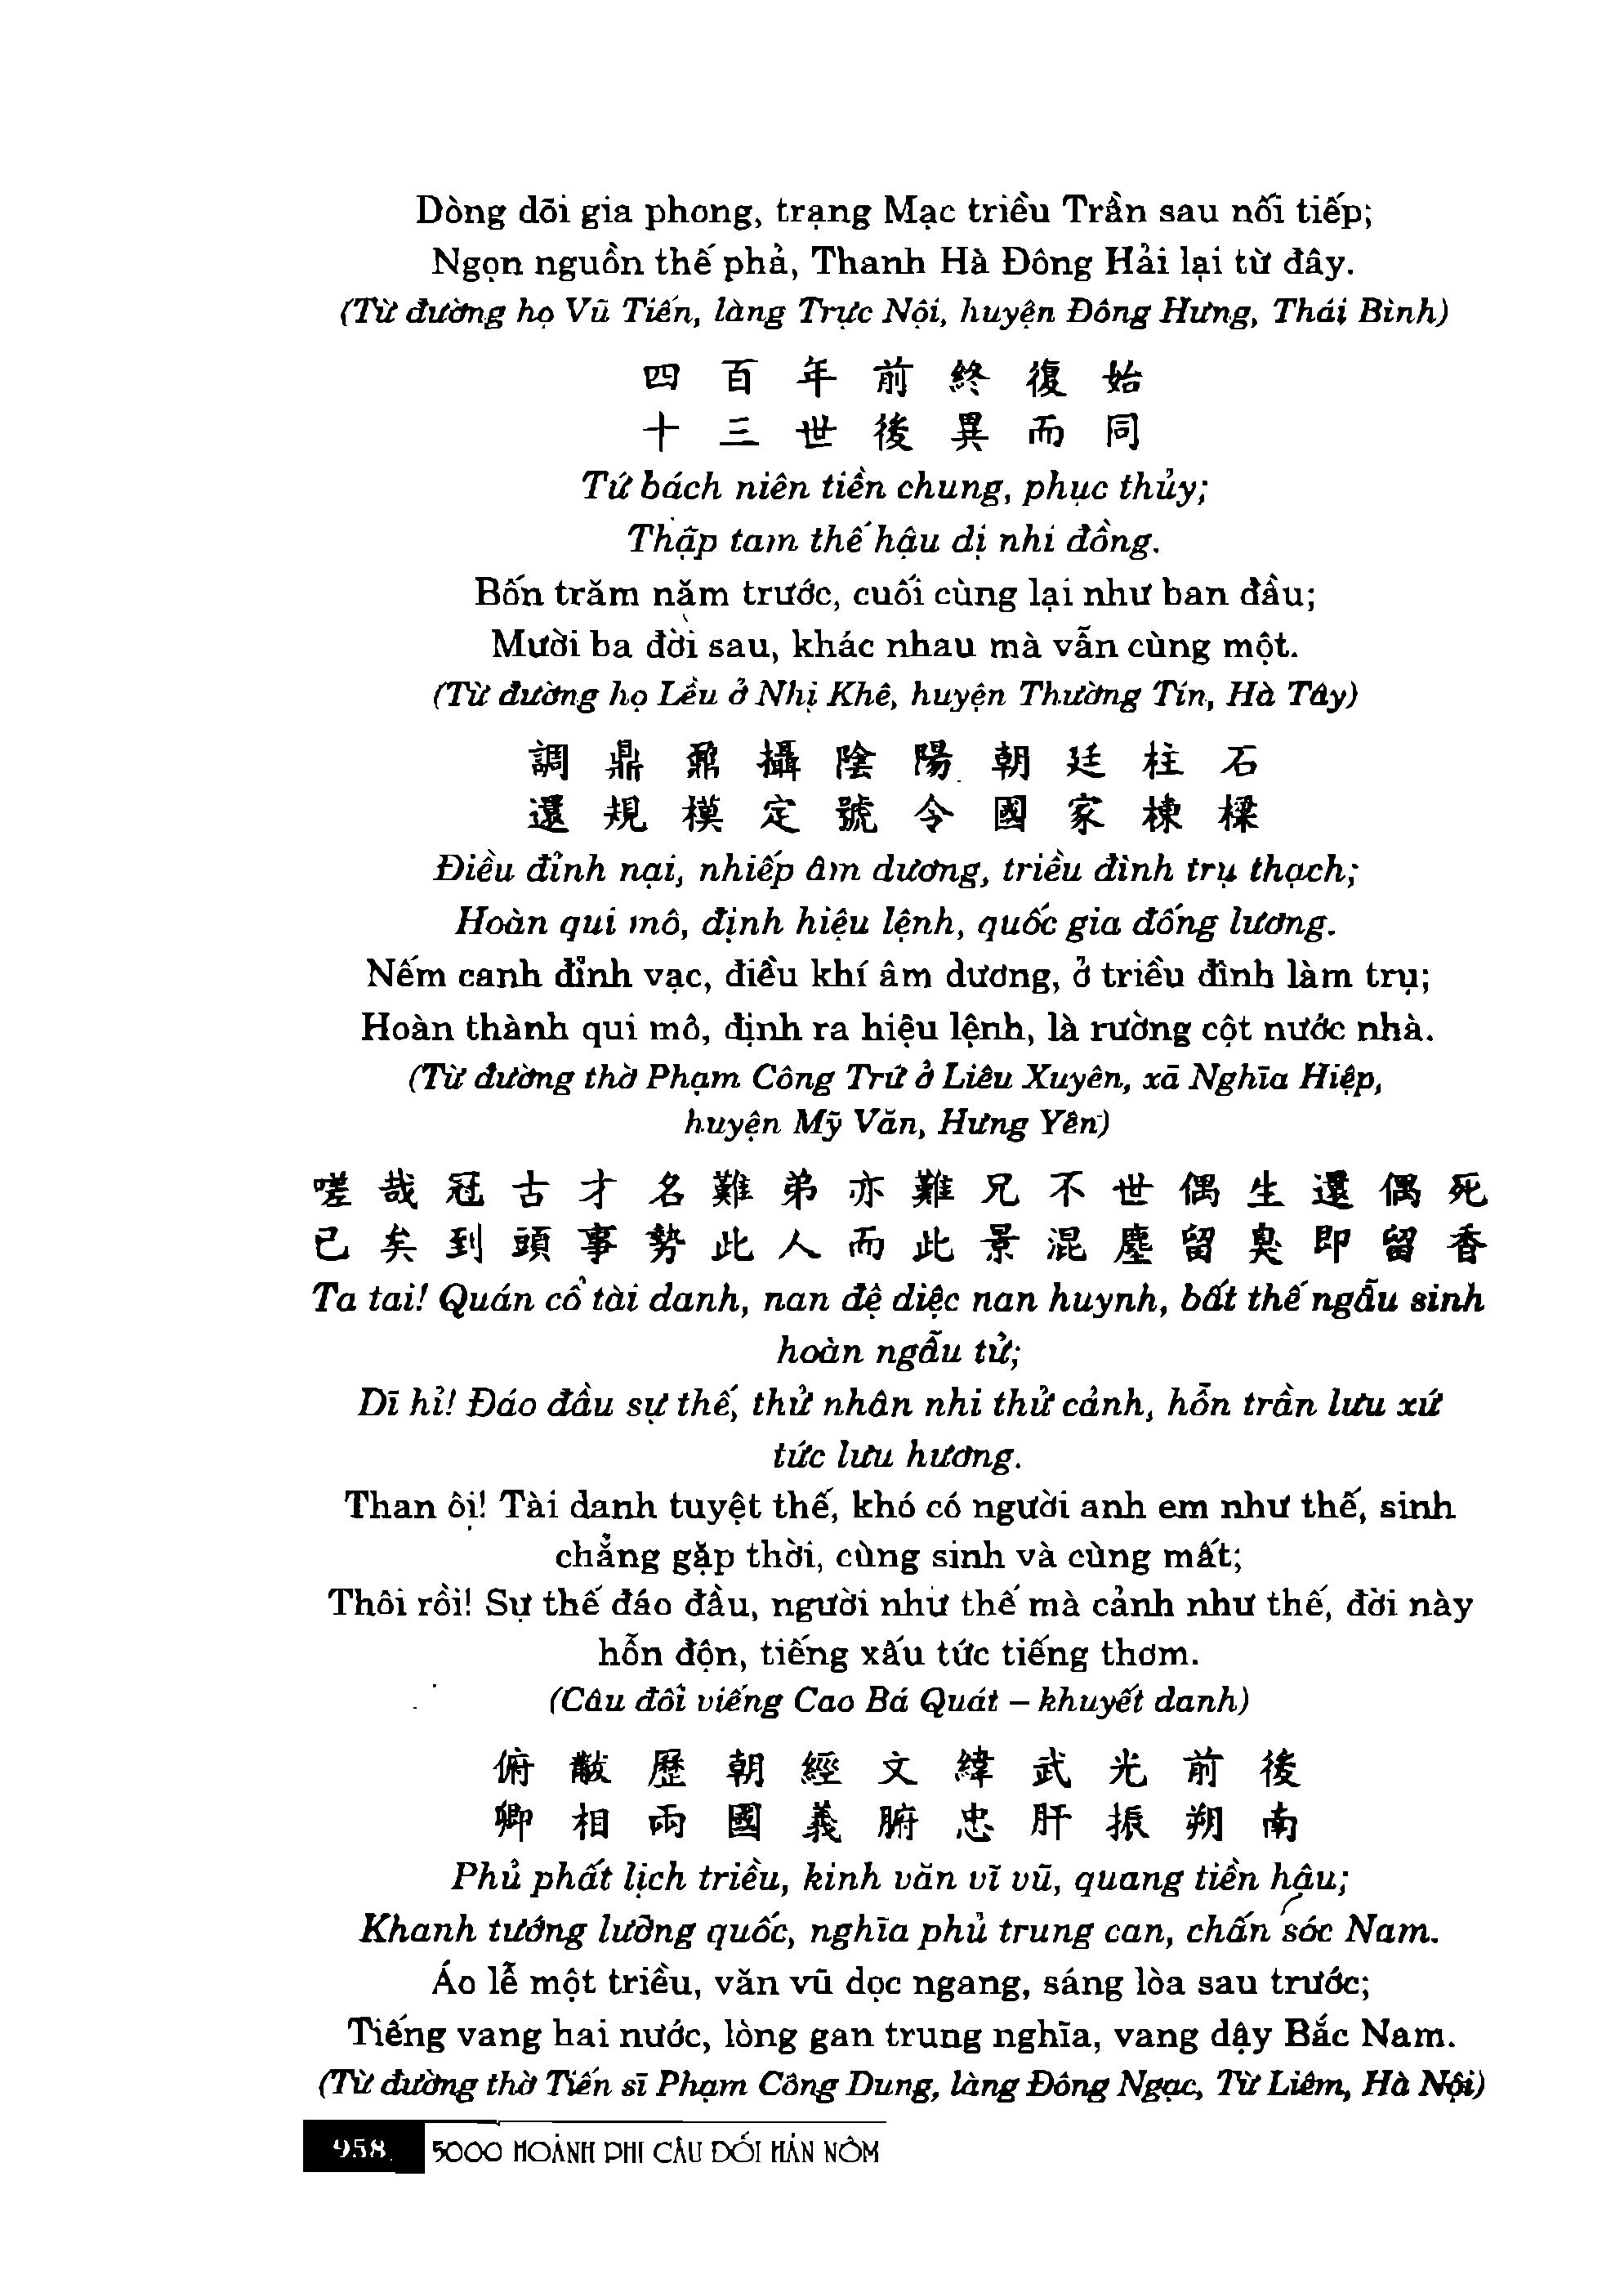 Dòng dõi gia phong, trạng Mạc triều Trần sau nối tiếp;
Ngọn nguồn thế phả, Thanh Hà Đông Hải lại từ đây.
(Từ đường họ Vũ Tiến, làng Trực Nội, huyện Đông Hưng, Thái Bình)
四百年前終復始
十三世後異而同
Tứ bách niên tiền chung, phục thủy;
Thập tam thế hậu dị nhi đồng.
Bốn trăm năm trước, cuối cùng lại như ban đầu;
Mười ba đời sau, khác nhau mà vẫn cùng một.
(Từ đường họ Lều ở Nhị Khê, huyện Thường Tín, Hà Tây)
調鼎鼐攝陰陽朝廷柱石
還規模定號令國家棟樑
Điều đỉnh nại, nhiếp âm dương, triều đình trụ thạch;
Hoàn qui mô, định hiệu lệnh, quốc gia đống lương.
Nếm canh đỉnh vạc, điều khí âm dương, ở triều đình làm trụ;
Hoàn thành qui mô, định ra hiệu lệnh, là rường cột nước nhà.
(Từ đường thờ Phạm Công Trứ ở Liêu Xuyên, xã Nghĩa Hiệp,
huyện Mỹ Văn, Hưng Yên)
嗟哉冠古才名難弟亦難兄不世偶生還偶死
已矣到頭事勢此人而此景混塵留臭即留香
Ta tai! Quán cổ tài danh, nan đệ diệc nan huynh, bất thế ngẫu sinh
hoàn ngẫu tử;
Dĩ hỉ! Đáo đầu sự thế, thử nhân nhi thử cảnh, hỗn trần lưu xứ
tức lưu hương.
Than ôi! Tài danh tuyệt thế, khó có người anh em như thế, sinh
chẳng gặp thời, cùng sinh và cùng mất;
Thôi rồi! Sự thế đáo đầu, người như thế mà cảnh như thế, đời này
hỗn độn, tiếng xấu tức tiếng thơm.
(Câu đối viếng Cao Bá Quát – khuyết danh)
俯黻歷朝經文緯武光前後
卿相兩國義腑忠肝振朔南
Phủ phất lịch triều, kinh văn vĩ vũ, quang tiền hậu;
Khanh tướng lưỡng quốc, nghĩa phủ trung can, chấn sóc Nam.
Áo lễ một triều, văn vũ dọc ngang, sáng lòa sau trước;
Tiếng vang hai nước, lòng gan trung nghĩa, vang dậy Bắc Nam.
(Từ đường thờ Tiến sĩ Phạm Công Dung, làng Đông Ngạc, Từ Liêm, Hà Nội)
958 5000 HOÀNH PHI CÂU ĐỐI HÁN NÔM